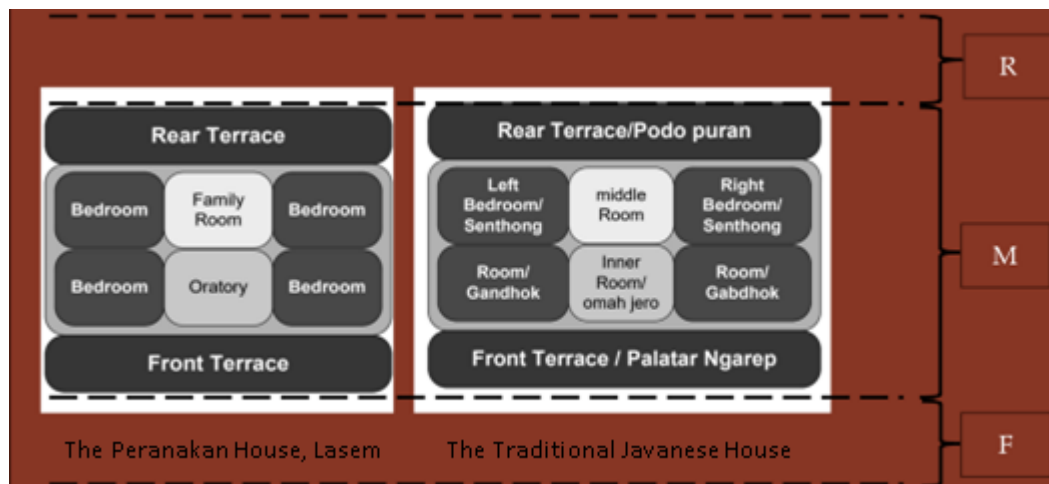 R
Rear Terrace
Bedroom
Family
Room
Bedroom
Bedroom
Oratory
Bedroom
Front Terrace
Rear Terrace/Podo puran
Left
Bedroom/
Senthong
middle
Room
Right
Bedroom/
Senthong
Room/
Gandhok
Inner
Room/
omah jero
Room/
Gabdhok
Front Terrace / Palatar Ngarep
M
The Peranakan House, Lasem
The Traditional Javanese House
F